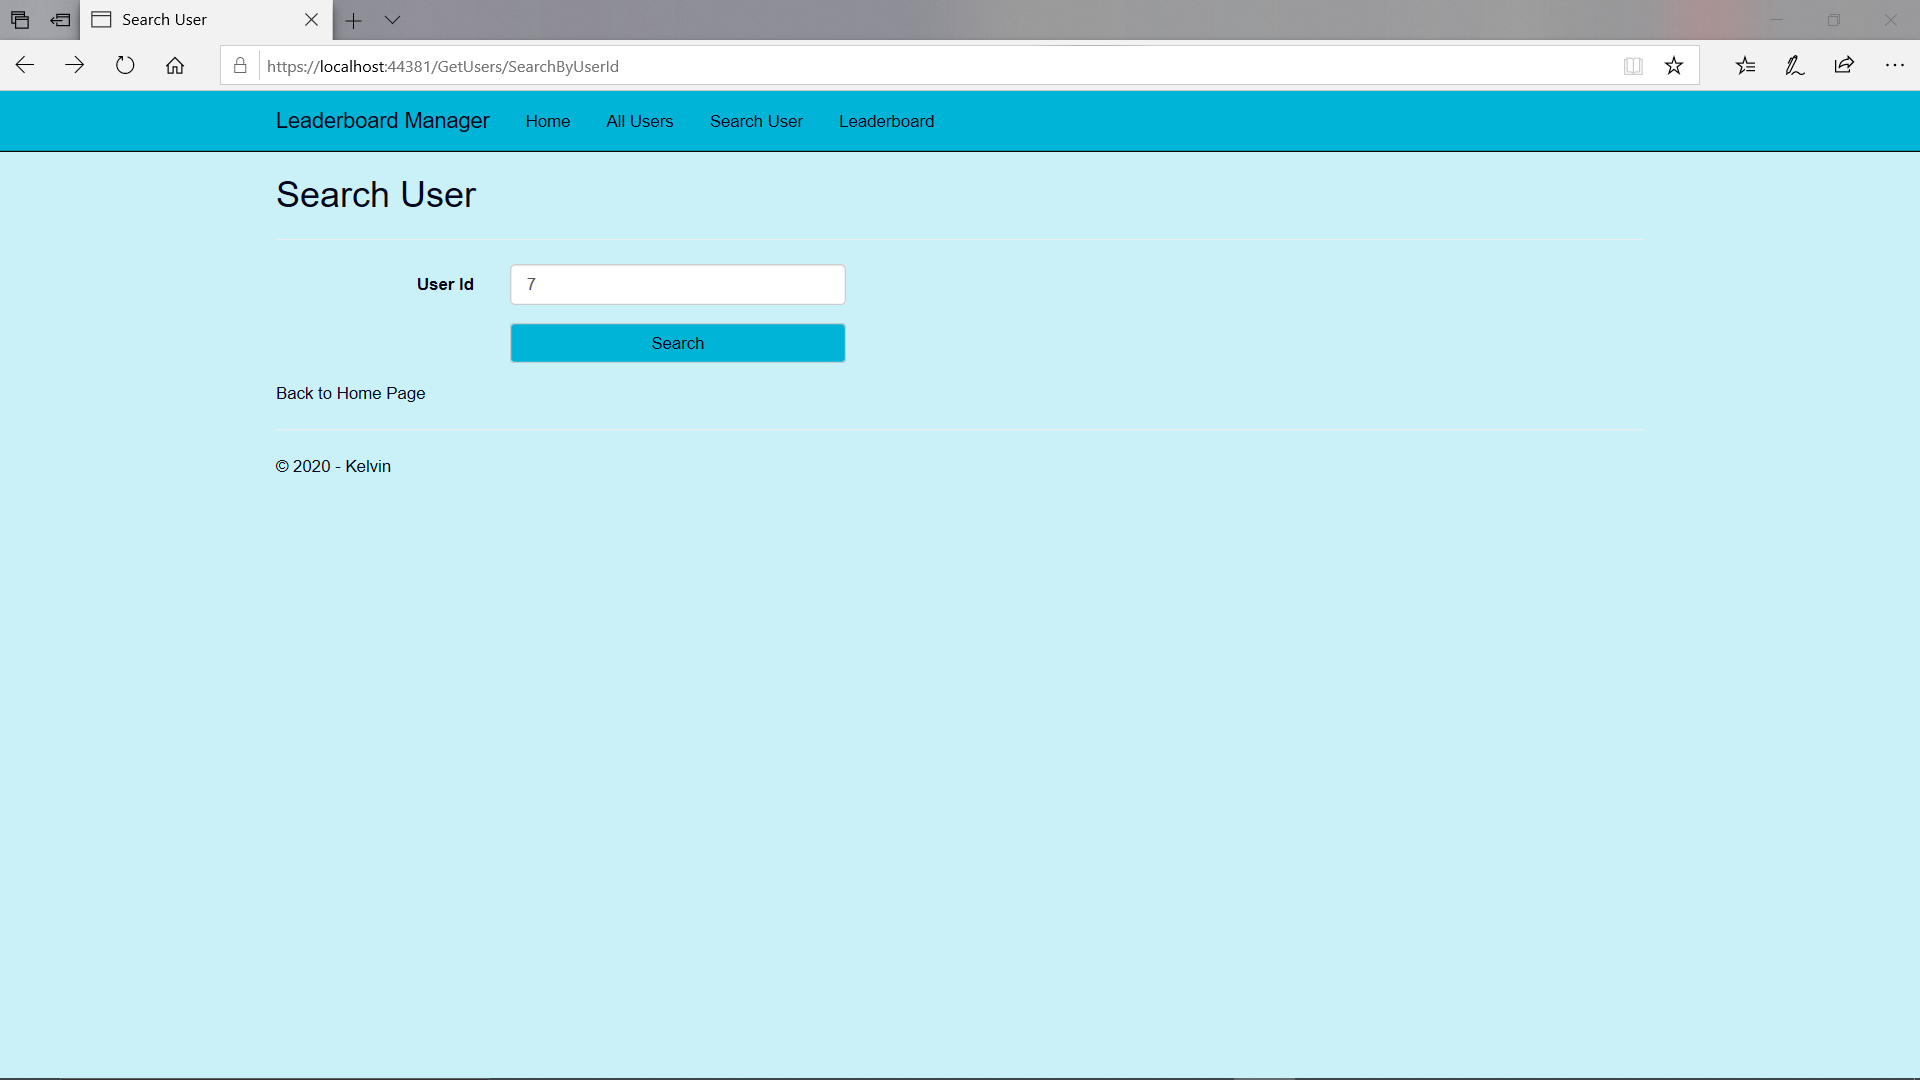 Search User
https://localhost:44381/GetUsers/SearchByUserId
Leaderboard Manager Home All Users Search User Leaderboard
Search User
User Id 7
Search
Back to Home Page
© 2020 - Kelvin